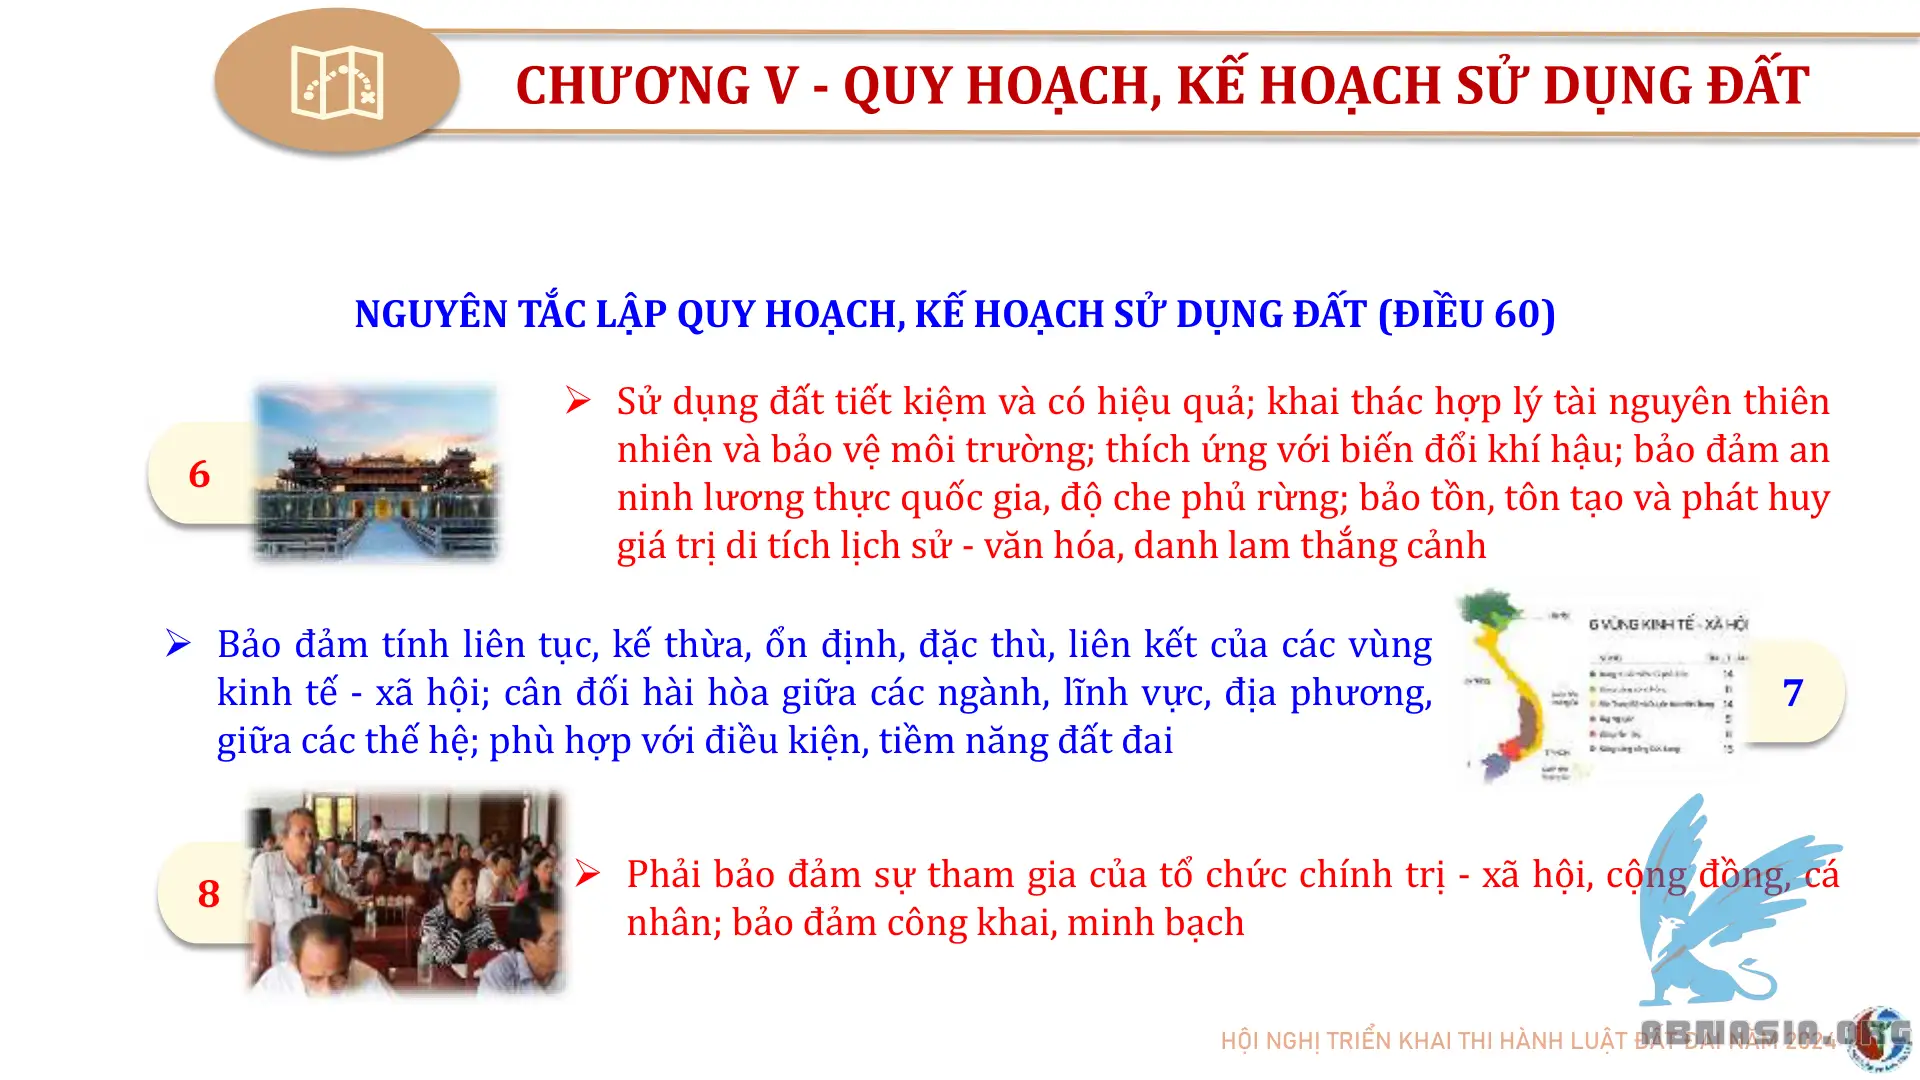 CHƯƠNG V - QUY HOẠCH, KẾ HOẠCH SỬ DỤNG ĐẤT
NGUYÊN TẮC LẬP QUY HOẠCH, KẾ HOẠCH SỬ DỤNG ĐẤT (ĐIỀU 60)
6
➢ Sử dụng đất tiết kiệm và có hiệu quả; khai thác hợp lý tài nguyên thiên
nhiên và bảo vệ môi trường; thích ứng với biến đổi khí hậu; bảo đảm an
ninh lương thực quốc gia, độ che phủ rừng; bảo tồn, tôn tạo và phát huy
giá trị di tích lịch sử - văn hóa, danh lam thắng cảnh
➢ Bảo đảm tính liên tục, kế thừa, ổn định, đặc thù, liên kết của các vùng
kinh tế - xã hội; cân đối hài hòa giữa các ngành, lĩnh vực, địa phương,
giữa các thế hệ; phù hợp với điều kiện, tiềm năng đất đai
6 VÙNG KINH TẾ - XÃ HỘI
7
8
➢ Phải bảo đảm sự tham gia của tổ chức chính trị - xã hội, cộng đồng, cá
nhân; bảo đảm công khai, minh bạch
HỘI NGHỊ TRIỂN KHAI THI HÀNH LUẬT ĐẤT ĐAI NĂM 2024
ABMASIA.ORG